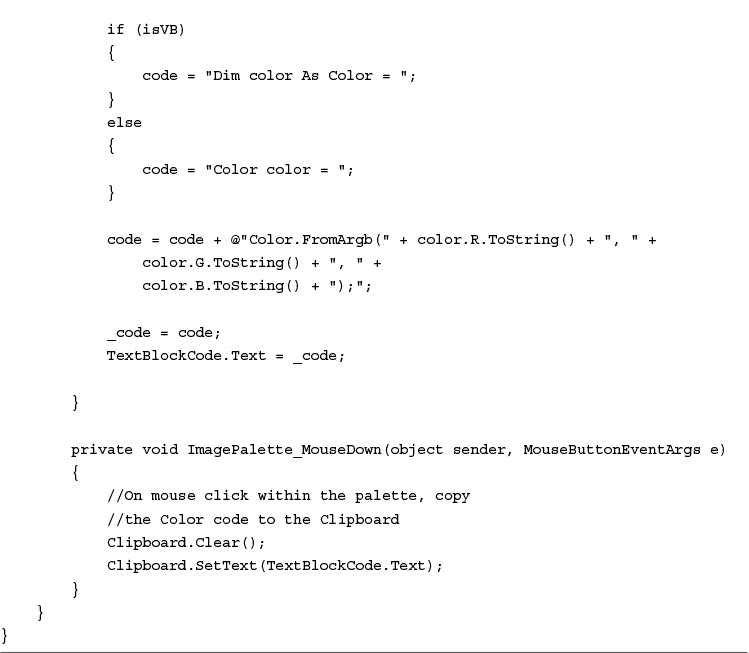 if (isVB)
{
code = "Dim color As Color = ";
}
else
{
code = "Color color = ";
}
code = code + @"Color.FromArgb(" + color.R.ToString() + ", " +
color.G.ToString() + ", " +
color.B.ToString() + ");";
_code = code;
TextBlockCode.Text = _code;
}
private void ImagePalette_MouseDown(object sender, MouseButtonEventArgs e)
{
//On mouse click within the palette, copy
//the Color code to the Clipboard
Clipboard.Clear();
Clipboard.SetText(TextBlockCode.Text);
}
}
}